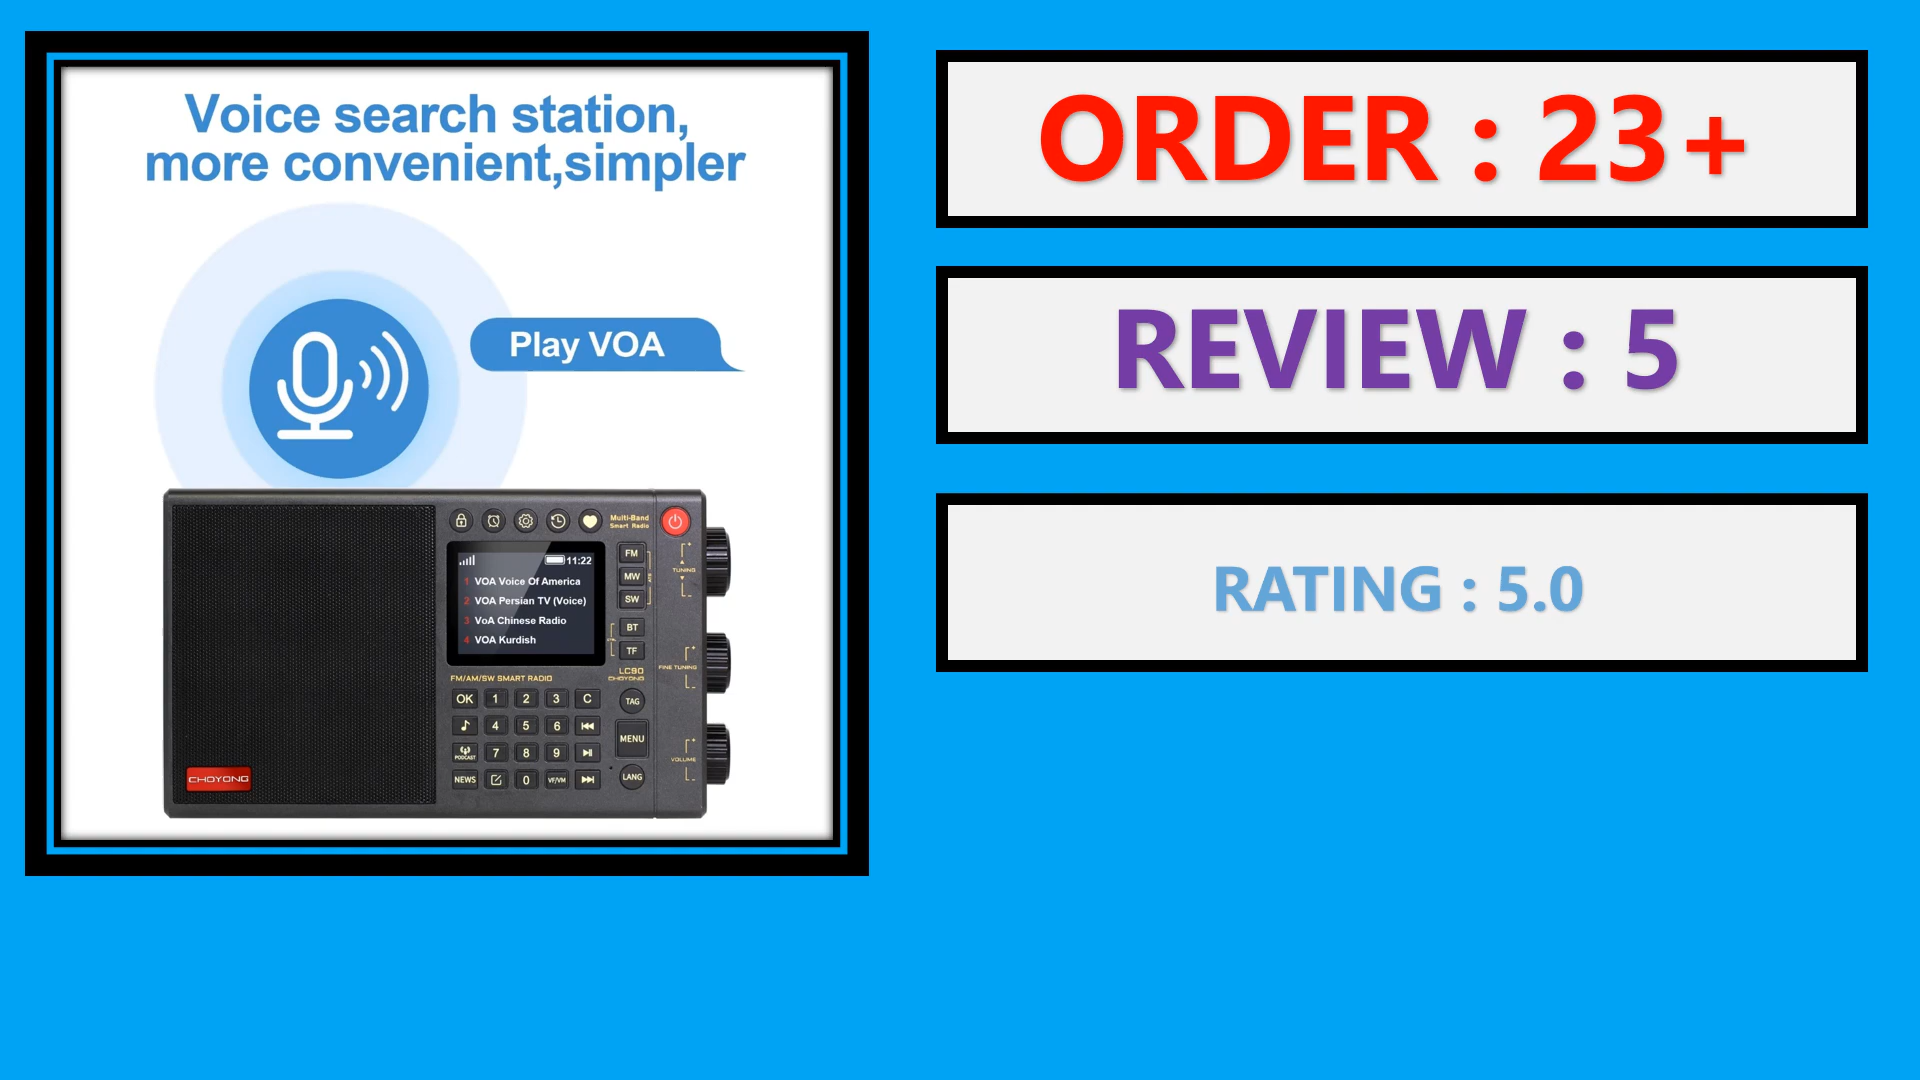 Voice search station,
more convenient,simpler
Play VOA
Multi-Band
Smart Radio
11:22
1 VOA Voice Of America
2 VOA Persian TV (Voice)
3 VoA Chinese Radio
4 VOA Kurdish
FM
MW
SW
BT
TF
TUNING
FINE TUNING
LC90
CHOYONG
FM/AM/SW SMART RADIO
OK 1 2 3 C
TAG
4 5 6
MENU
PODCAST 7 8 9
VOLUME
NEWS 0 VF/VM
LANG
CHOYONG
ORDER : 23+
REVIEW : 5
RATING : 5.0